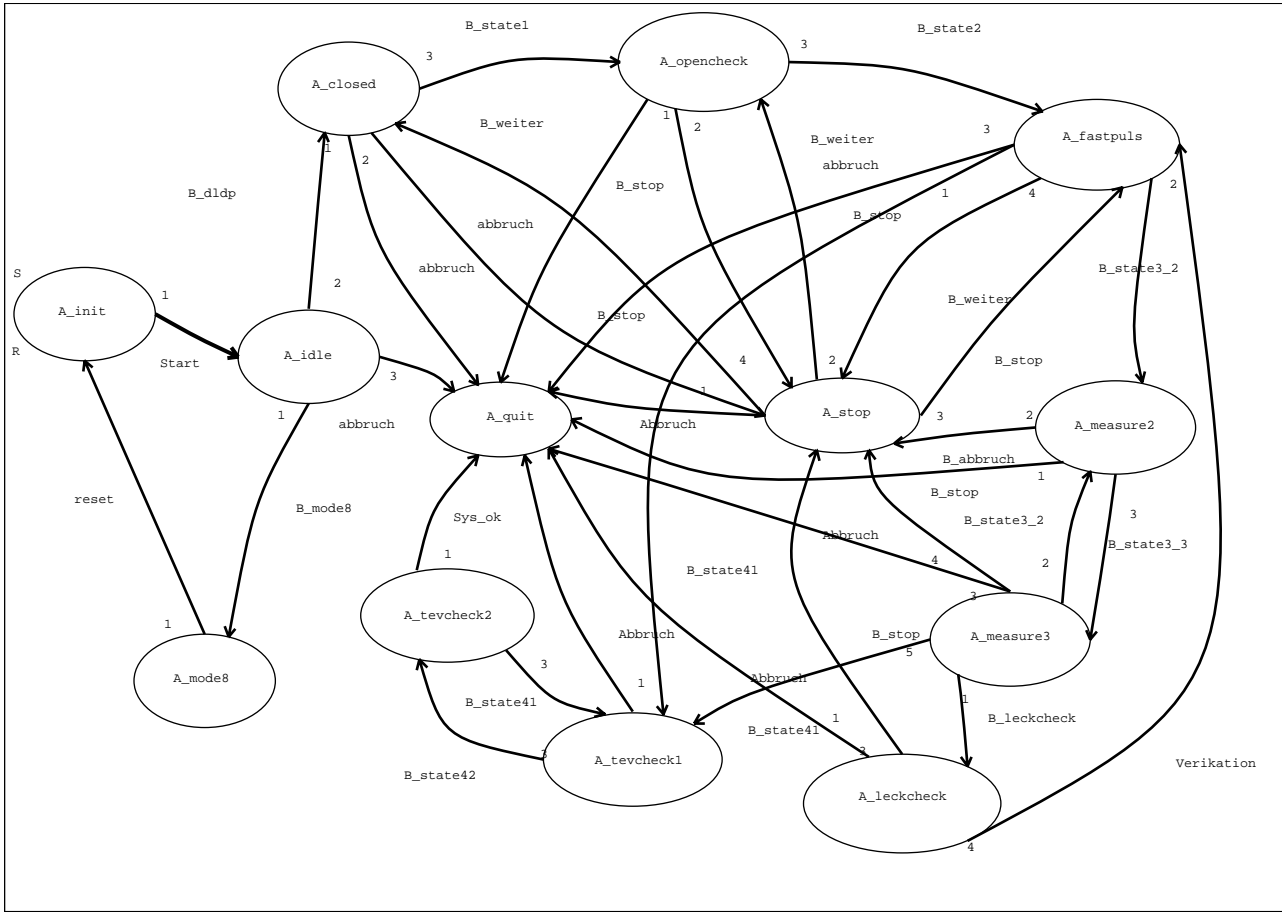 B_state1
B_state2
3
3
A_opencheck
A_closed
1
2
B_weiter
3
A_fastpuls
1
2
B_weiter
abbruch
B_dldp
B_stop
1
4
2
abbruch
B_stop
S
abbruch
B_state3_2
1
2
B_weiter
A_init
B_stop
R
Start
A_idle
4
2
B_stop
3
1
1
abbruch
A_quit
Abbruch
A_stop
3
2
A_measure2
B_abbruch
1
reset
B_mode8
Sys_ok
B_stop
3
B_state3_2
Abbruch
B_state3_3
1
4
2
B_state41
3
A_tevcheck2
1
Abbruch
B_stop
A_measure3
5
3
A_mode8
Abbruch
1
B_state41
1
1
B_leckcheck
B_state41
3
3
A_tevcheck1
Verikation
B_state42
A_leckcheck
4